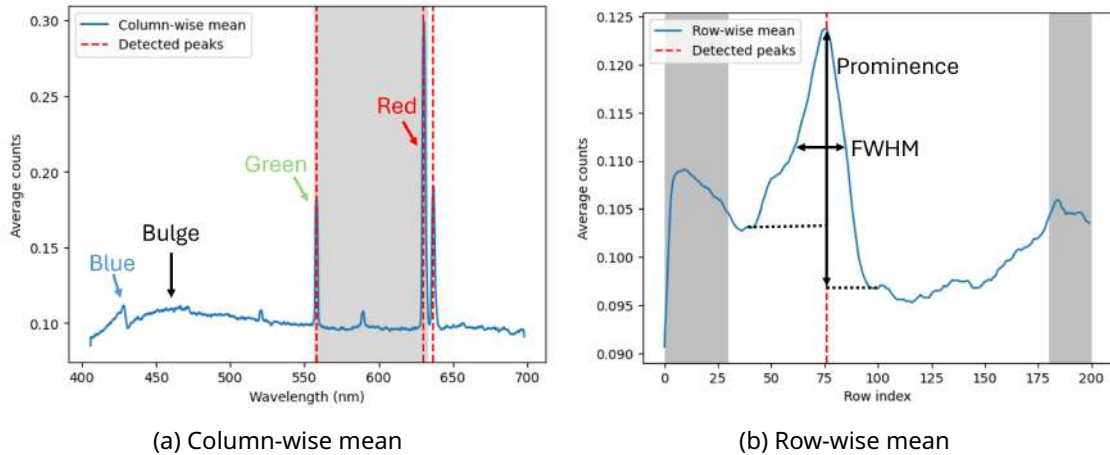 0.30
0.25
0.20
0.15
0.10
Average counts
Column-wise mean
Detected peaks
Red
Green
Bulge
Blue
400 450 500 550 600 650 700
Wavelength (nm)
(a) Column-wise mean
0.125
0.120
0.115
0.110
0.105
0.100
0.095
0.090
Average counts
Row-wise mean
Detected peaks
Prominence
FWHM
0 25 50 75 100 125 150 175 200
Row index
(b) Row-wise mean